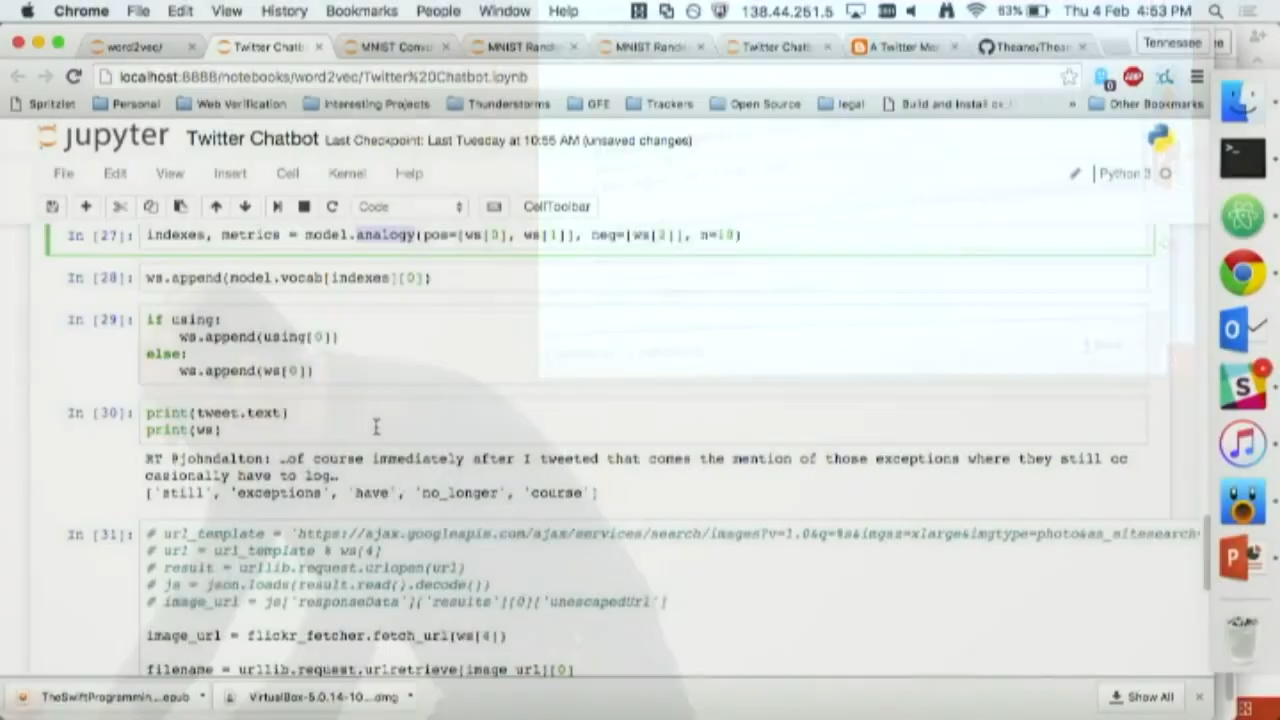 Chrome File Edit View History Bookmarks People Window Help 138.44.251.5 63% Thu 4 Feb 4:53 PM
word2vec/ Twitter Chatb MNIST Convo MNIST Rand MNIST Rand Twitter Chatb A Twitter Me Theano/Thean Tennessee
localhost:8888/notebooks/word2vec/Twitter%20Chatbot.ipynb
Spritzlet Personal Web Verification Interesting Projects Thunderstorms GFE Trackers Open Source legal Build and Install » Other Bookmarks
jupyter Twitter Chatbot Last Checkpoint: Last Tuesday at 10:55 AM (unsaved changes)
File Edit View Insert Cell Kernel Help Python 3
Code CellToolbar
In [27]: indexes, metrics = model.analogy(pos=[ws[0], ws[1]], neg=[ws[2]], n=10)
In [28]: ws.append(model.vocab[indexes][0])
In [29]: if using:
ws.append(using[0])
else:
ws.append(ws[0])
In [30]: print(tweet.text)
print(ws)
RT @johndalton: …of course immediately after I tweeted that comes the mention of those exceptions where they still oc
casionally have to log…
['still', 'exceptions', 'have', 'no_longer', 'course']
In [31]: # url_template = 'https://ajax.googleapis.com/ajax/services/search/images?v=1.0&q=%s&imgsz=xlarge&imgtype=photo&as_sitesearch=
# url = url_template % ws[4]
# result = urllib.request.urlopen(url)
# js = json.loads(result.read().decode())
# image_url = js['responseData']['results'][0]['unescapedUrl']
image_url = flickr_fetcher.fetch_url(ws[4])
filename = urllib.request.urlretrieve(image_url)[0]
TheSwiftProgrammin....epub VirtualBox-5.0.14-10....dmg Show All